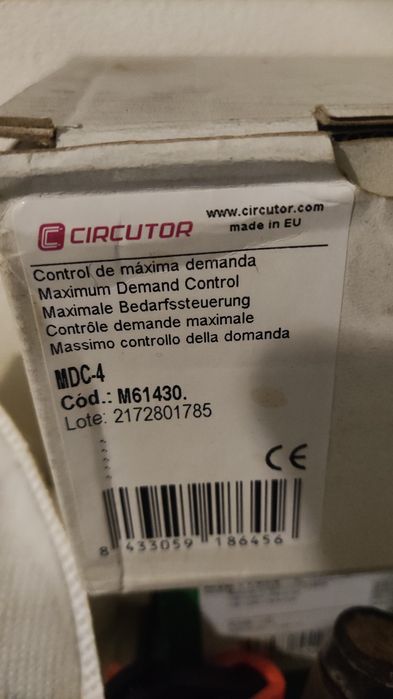 CIRCUTOR
www.circutor.com
made in EU
Control de máxima demanda
Maximum Demand Control
Maximale Bedarfssteuerung
Contrôle demande maximale
Massimo controllo della domanda
MDC-4
Cód.: M61430.
Lote: 2172801785
CE
8 433059 186456